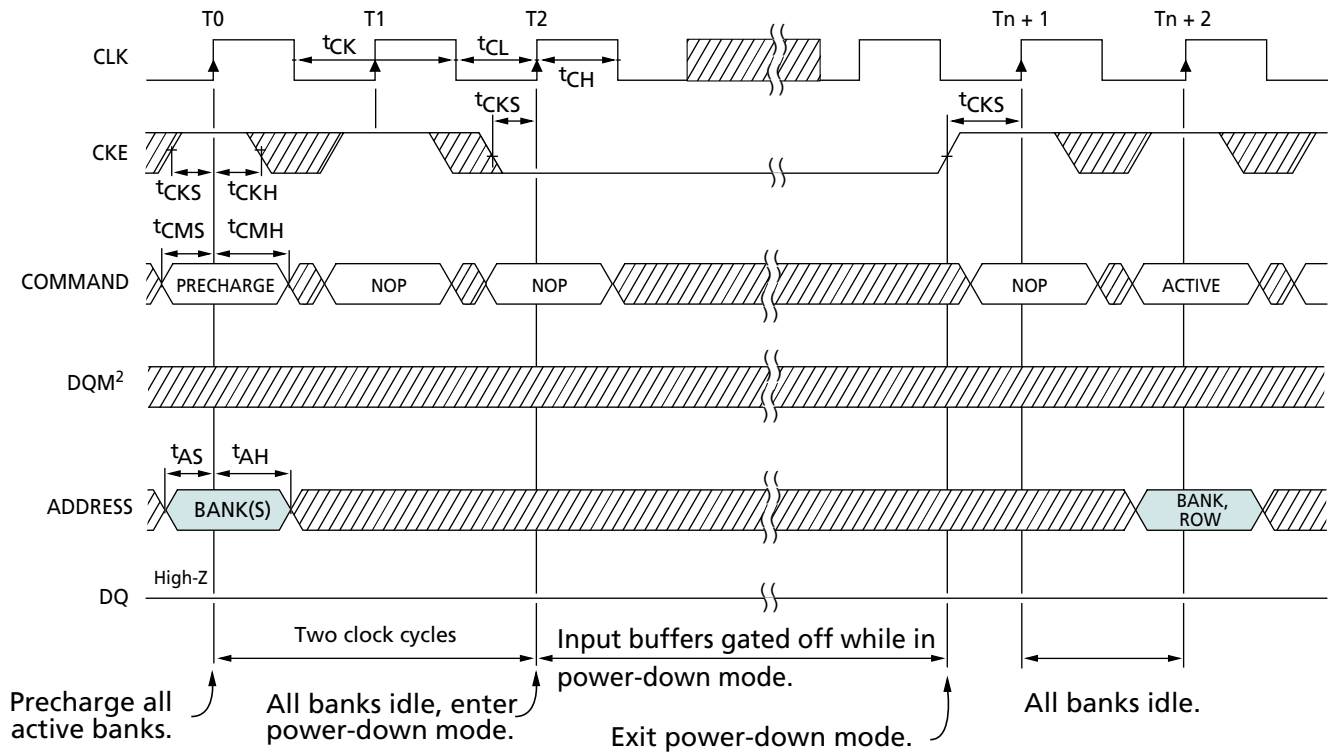 T0 T1 T2 Tn + 1 Tn + 2
CLK
tCK tCL
tCH
tCKS tCKS
CKE
tCKS tCKH
tCMS tCMH
COMMAND PRECHARGE NOP NOP NOP ACTIVE
DQM2
tAS tAH
ADDRESS BANK(S) BANK,
ROW
High-Z
DQ
Two clock cycles
Input buffers gated off while in
power-down mode.
Precharge all
active banks.
All banks idle, enter
power-down mode.
Exit power-down mode.
All banks idle.